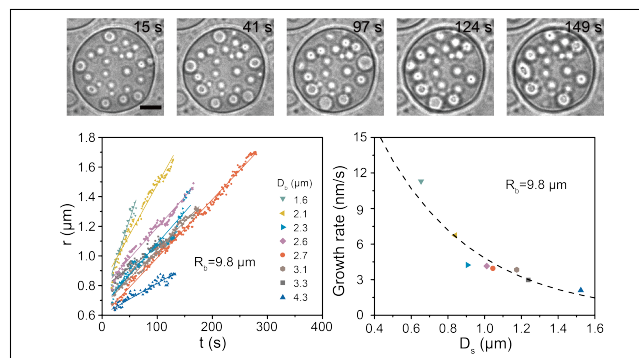 15 s
41 s
97 s
124 s
149 s
1.8
1.6
1.4
1.2
1.0
0.8
0.6
r (μm)
0
100
200
300
400
t (s)
Dₛ (μm)
1.6
2.1
2.3
2.6
2.7
3.1
3.3
4.3
R_b=9.8 μm
15
12
9
6
3
0
Growth rate (nm/s)
R_b=9.8 μm
0.4
0.6
0.8
1.0
1.2
1.4
1.6
Dₛ (μm)